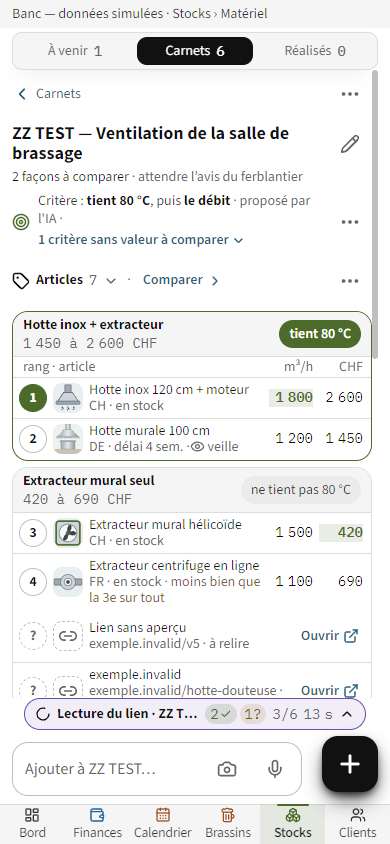 Banc — données simulées · Stocks › Matériel
À venir 1 Carnets 6 Réalisés 0
Carnets
ZZ TEST — Ventilation de la salle de brassage
2 façons à comparer · attendre l'avis du ferblantier
Critère : tient 80 °C, puis le débit · proposé par l'IA ·
1 critère sans valeur à comparer
Articles 7 · Comparer
Hotte inox + extracteur
1 450 à 2 600 CHF
tient 80 °C
rang · article m³/h CHF
1 Hotte inox 120 cm + moteur 1 800 2 600
CH · en stock
2 Hotte murale 100 cm 1 200 1 450
DE · délai 4 sem. · veille
Extracteur mural seul
420 à 690 CHF
ne tient pas 80 °C
3 Extracteur mural hélicoïde 1 500 420
CH · en stock
4 Extracteur centrifuge en ligne 1 100 690
FR · en stock · moins bien que la 3e sur tout
? Lien sans aperçu
exemple.invalid/v5 · à relire
Ouvrir
? exemple.invalid
exemple.invalid/hotte-douteuse ·
Ouvrir
Lecture du lien · ZZ T… 2 ✓ 1? 3/6 13 s
Ajouter à ZZ TEST…
Bord Finances Calendrier Brassins Stocks Clients